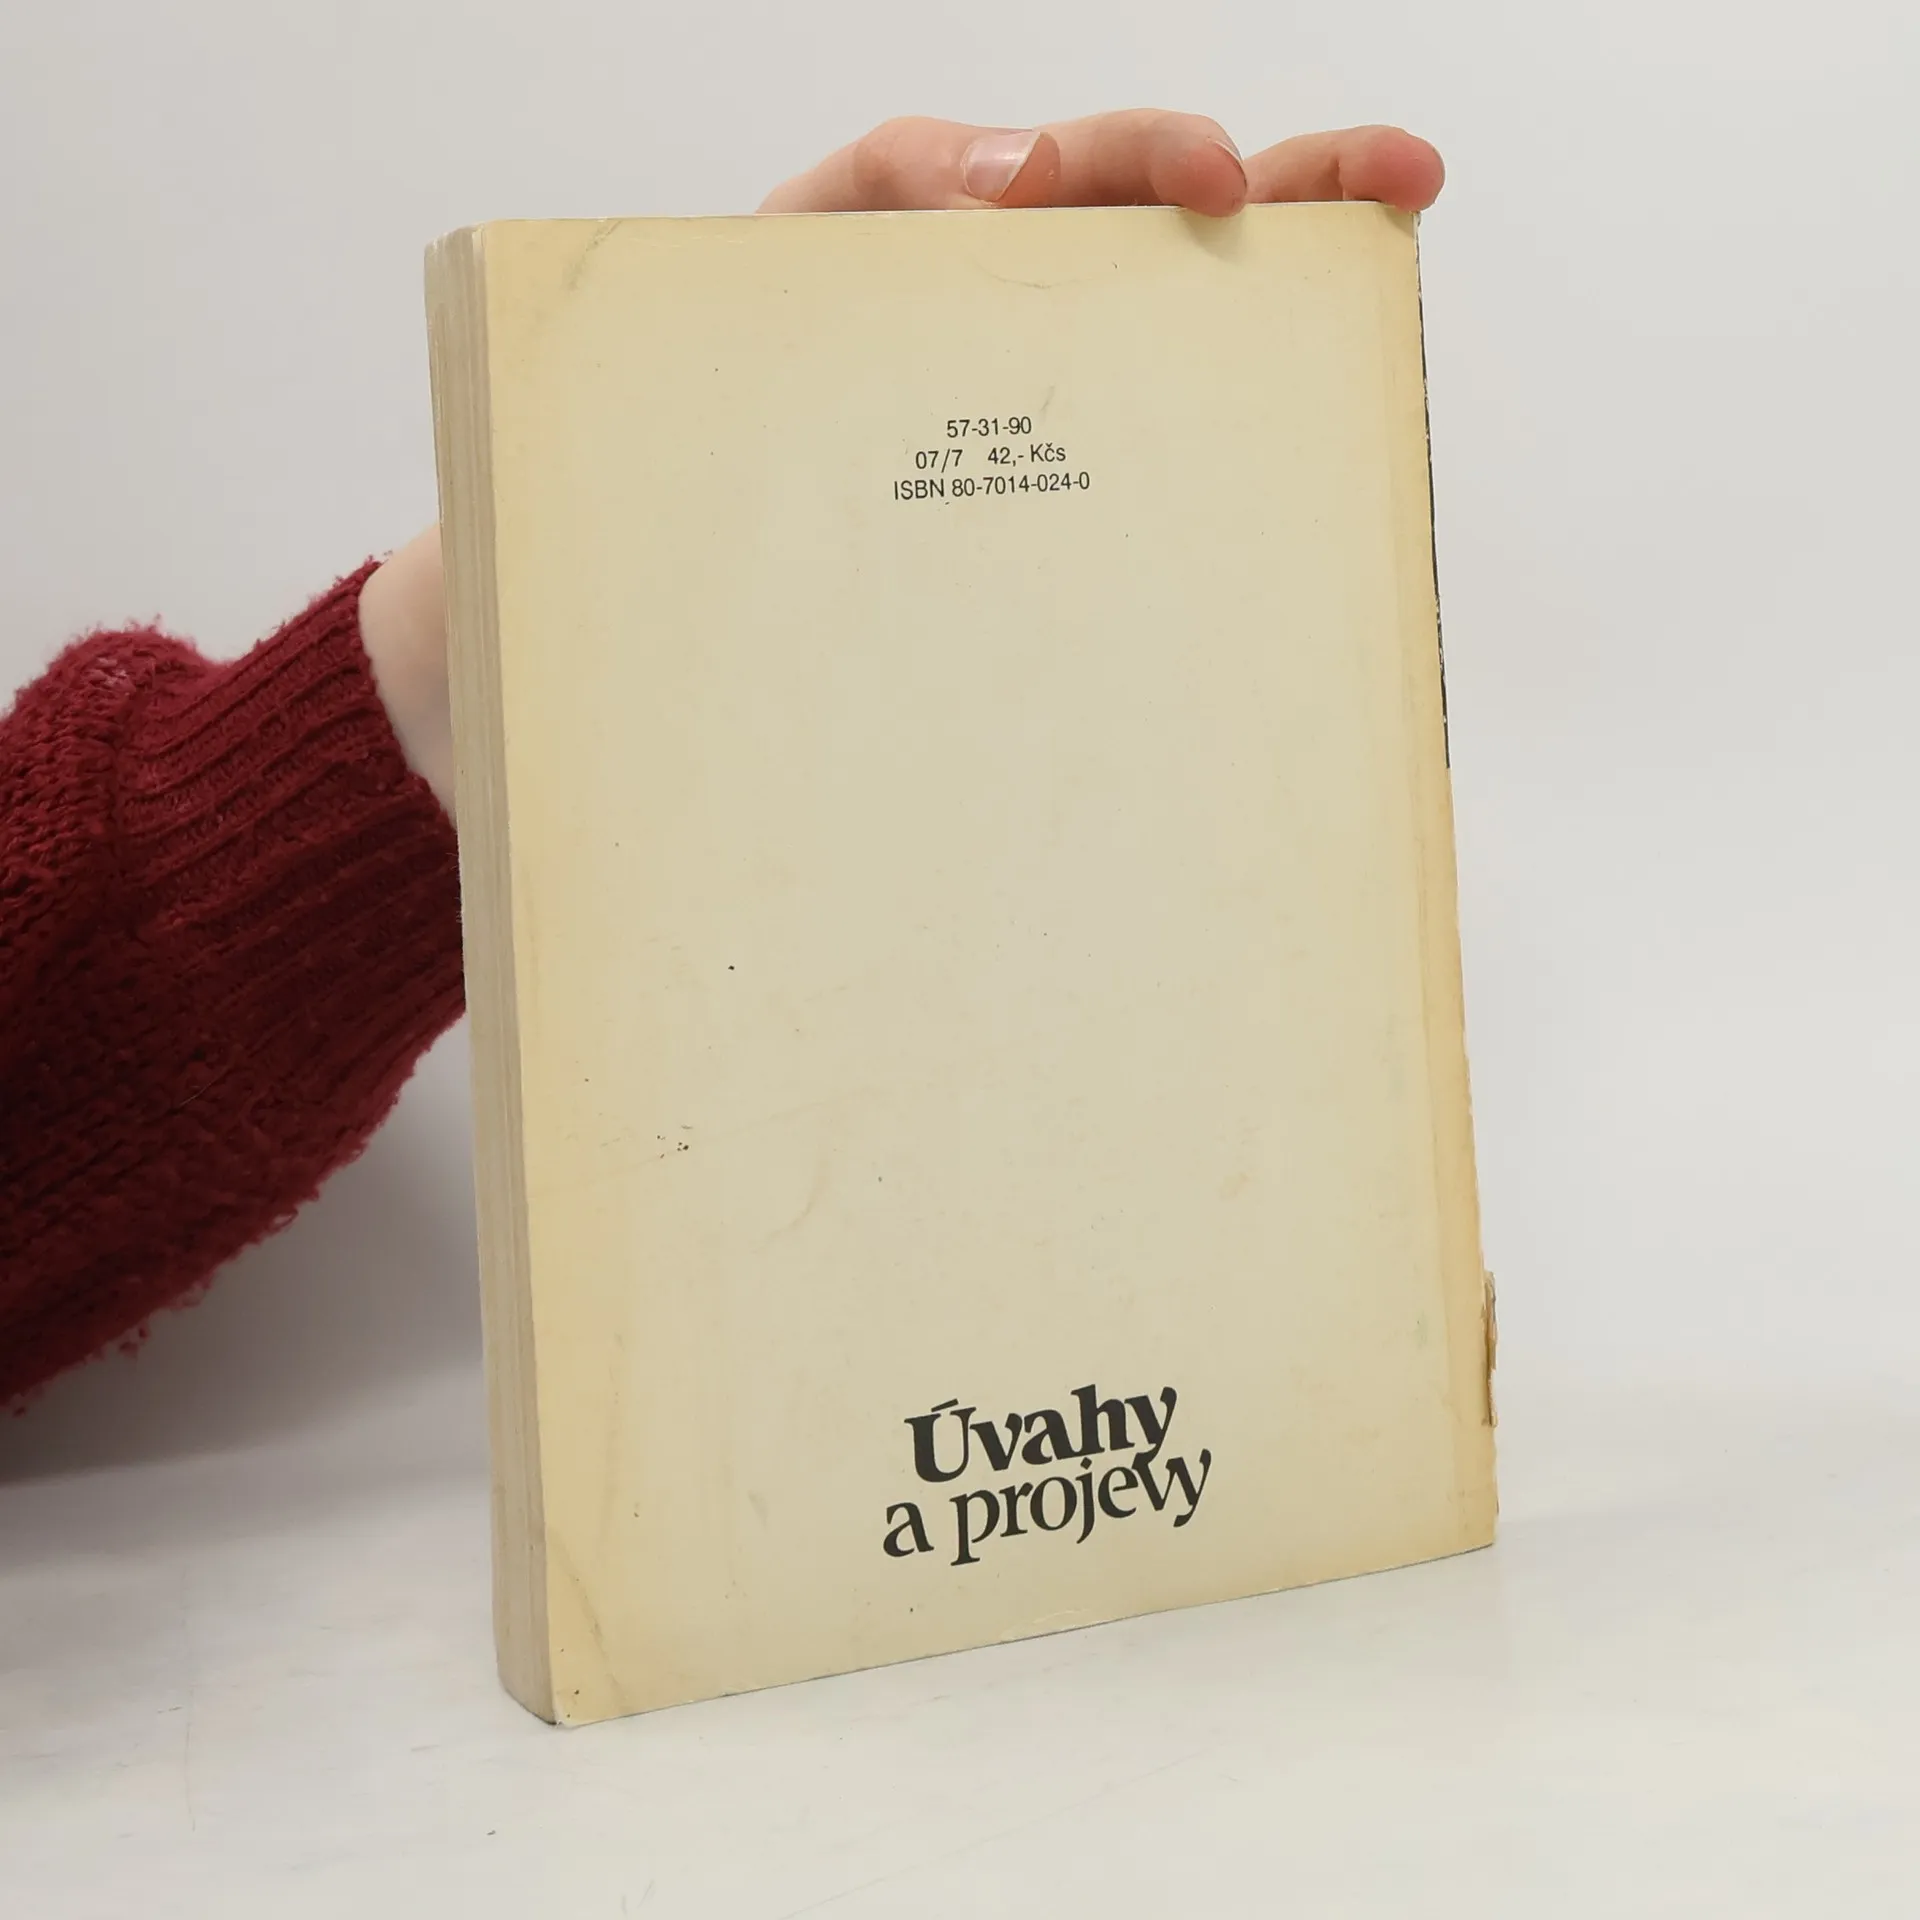 57-31-90
07/7 42,- Kčs
ISBN 80-7014-024-0
Úvahy
a projevy